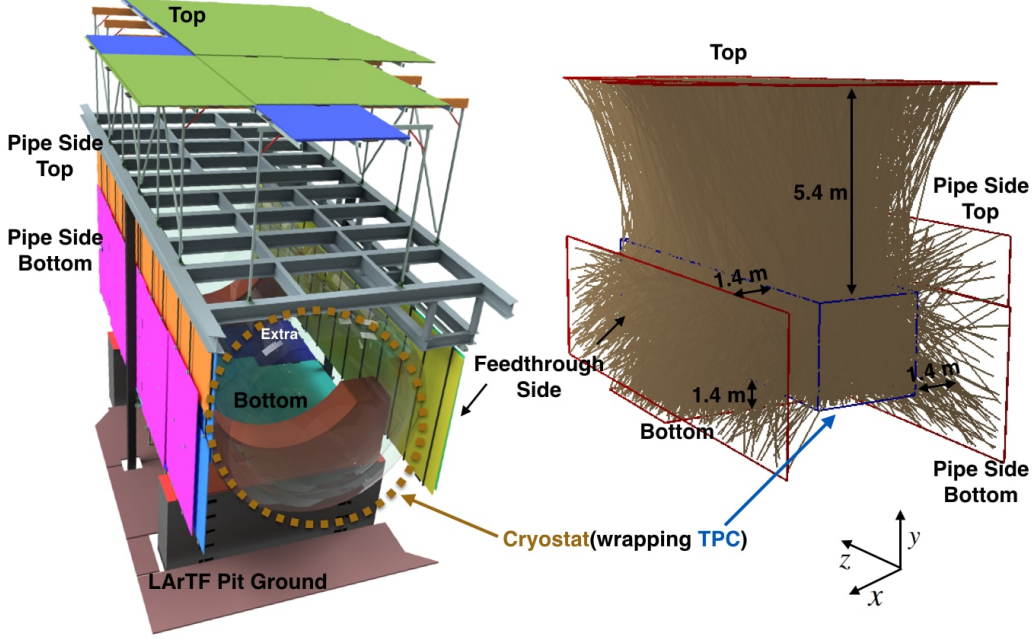 Top
Pipe Side
Top
Pipe Side
Bottom
Extra
Bottom
LArTF Pit Ground
Feedthrough
Side
Cryostat(wrapping TPC)
Top
5.4 m
Pipe Side
Top
1.4 m
1.4 m
1.4 m
Bottom
Pipe Side
Bottom
y
z
x